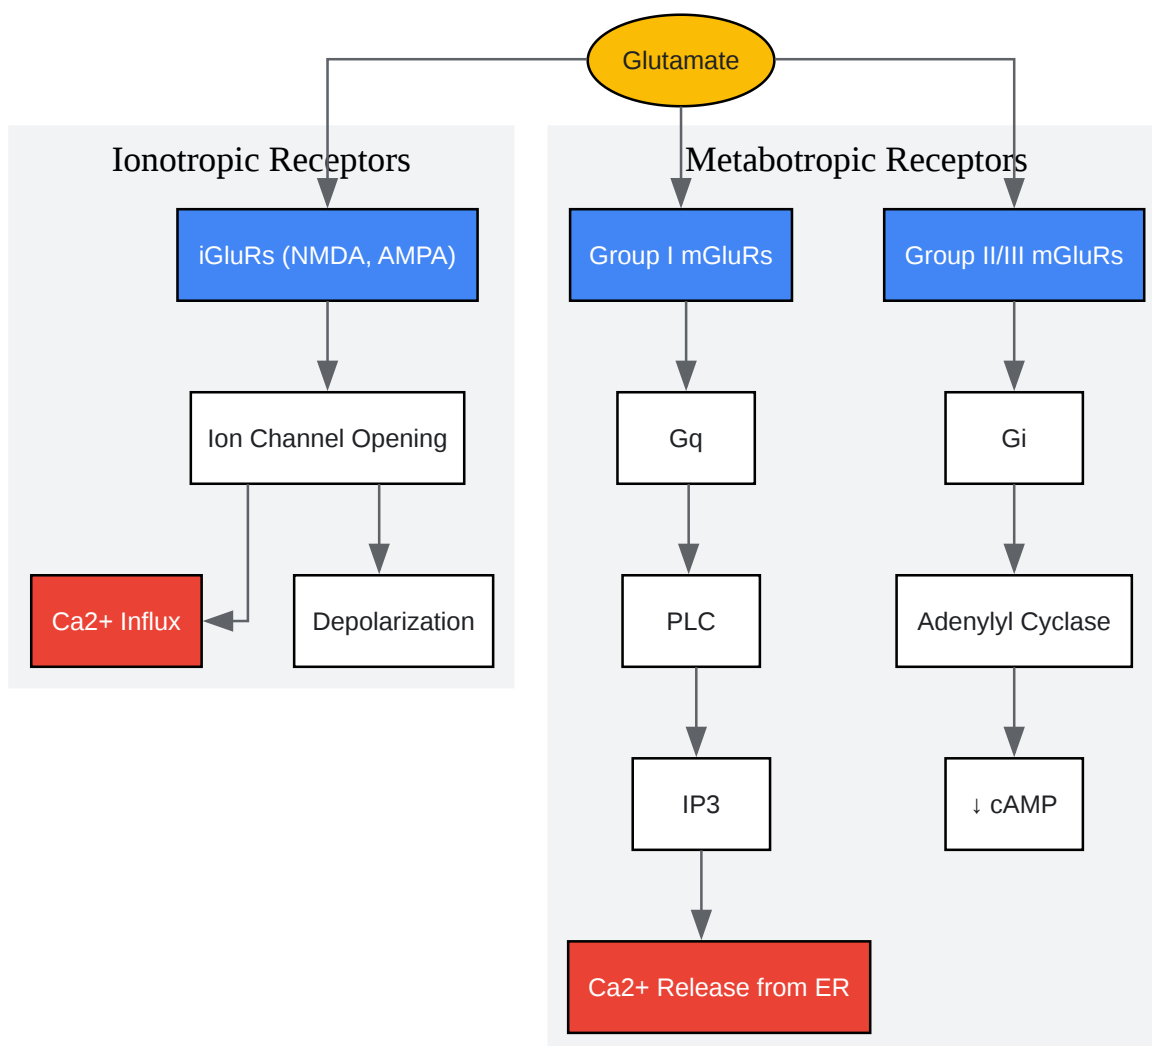 Glutamate
Ionotropic Receptors
Metabotropic Receptors
iGluRs (NMDA, AMPA)
Group I mGluRs
Group II/III mGluRs
Ion Channel Opening
Gq
Gi
Ca2+ Influx
Depolarization
PLC
Adenylyl Cyclase
IP3
↓ cAMP
Ca2+ Release from ER